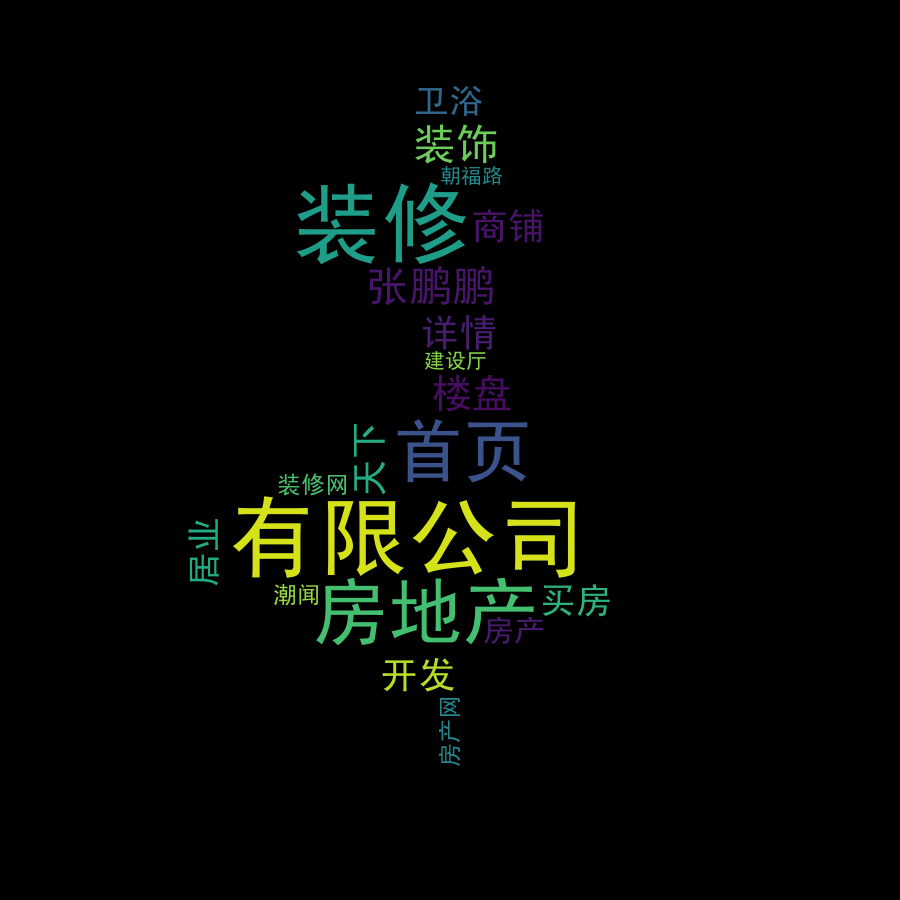 卫浴
装饰
朝福路
装修
商铺
张鹏鹏
详情
建设厅
楼盘
天下
首页
装修网
有限公司
居业
潮闻
房地产
买房
房产
开发
房产网